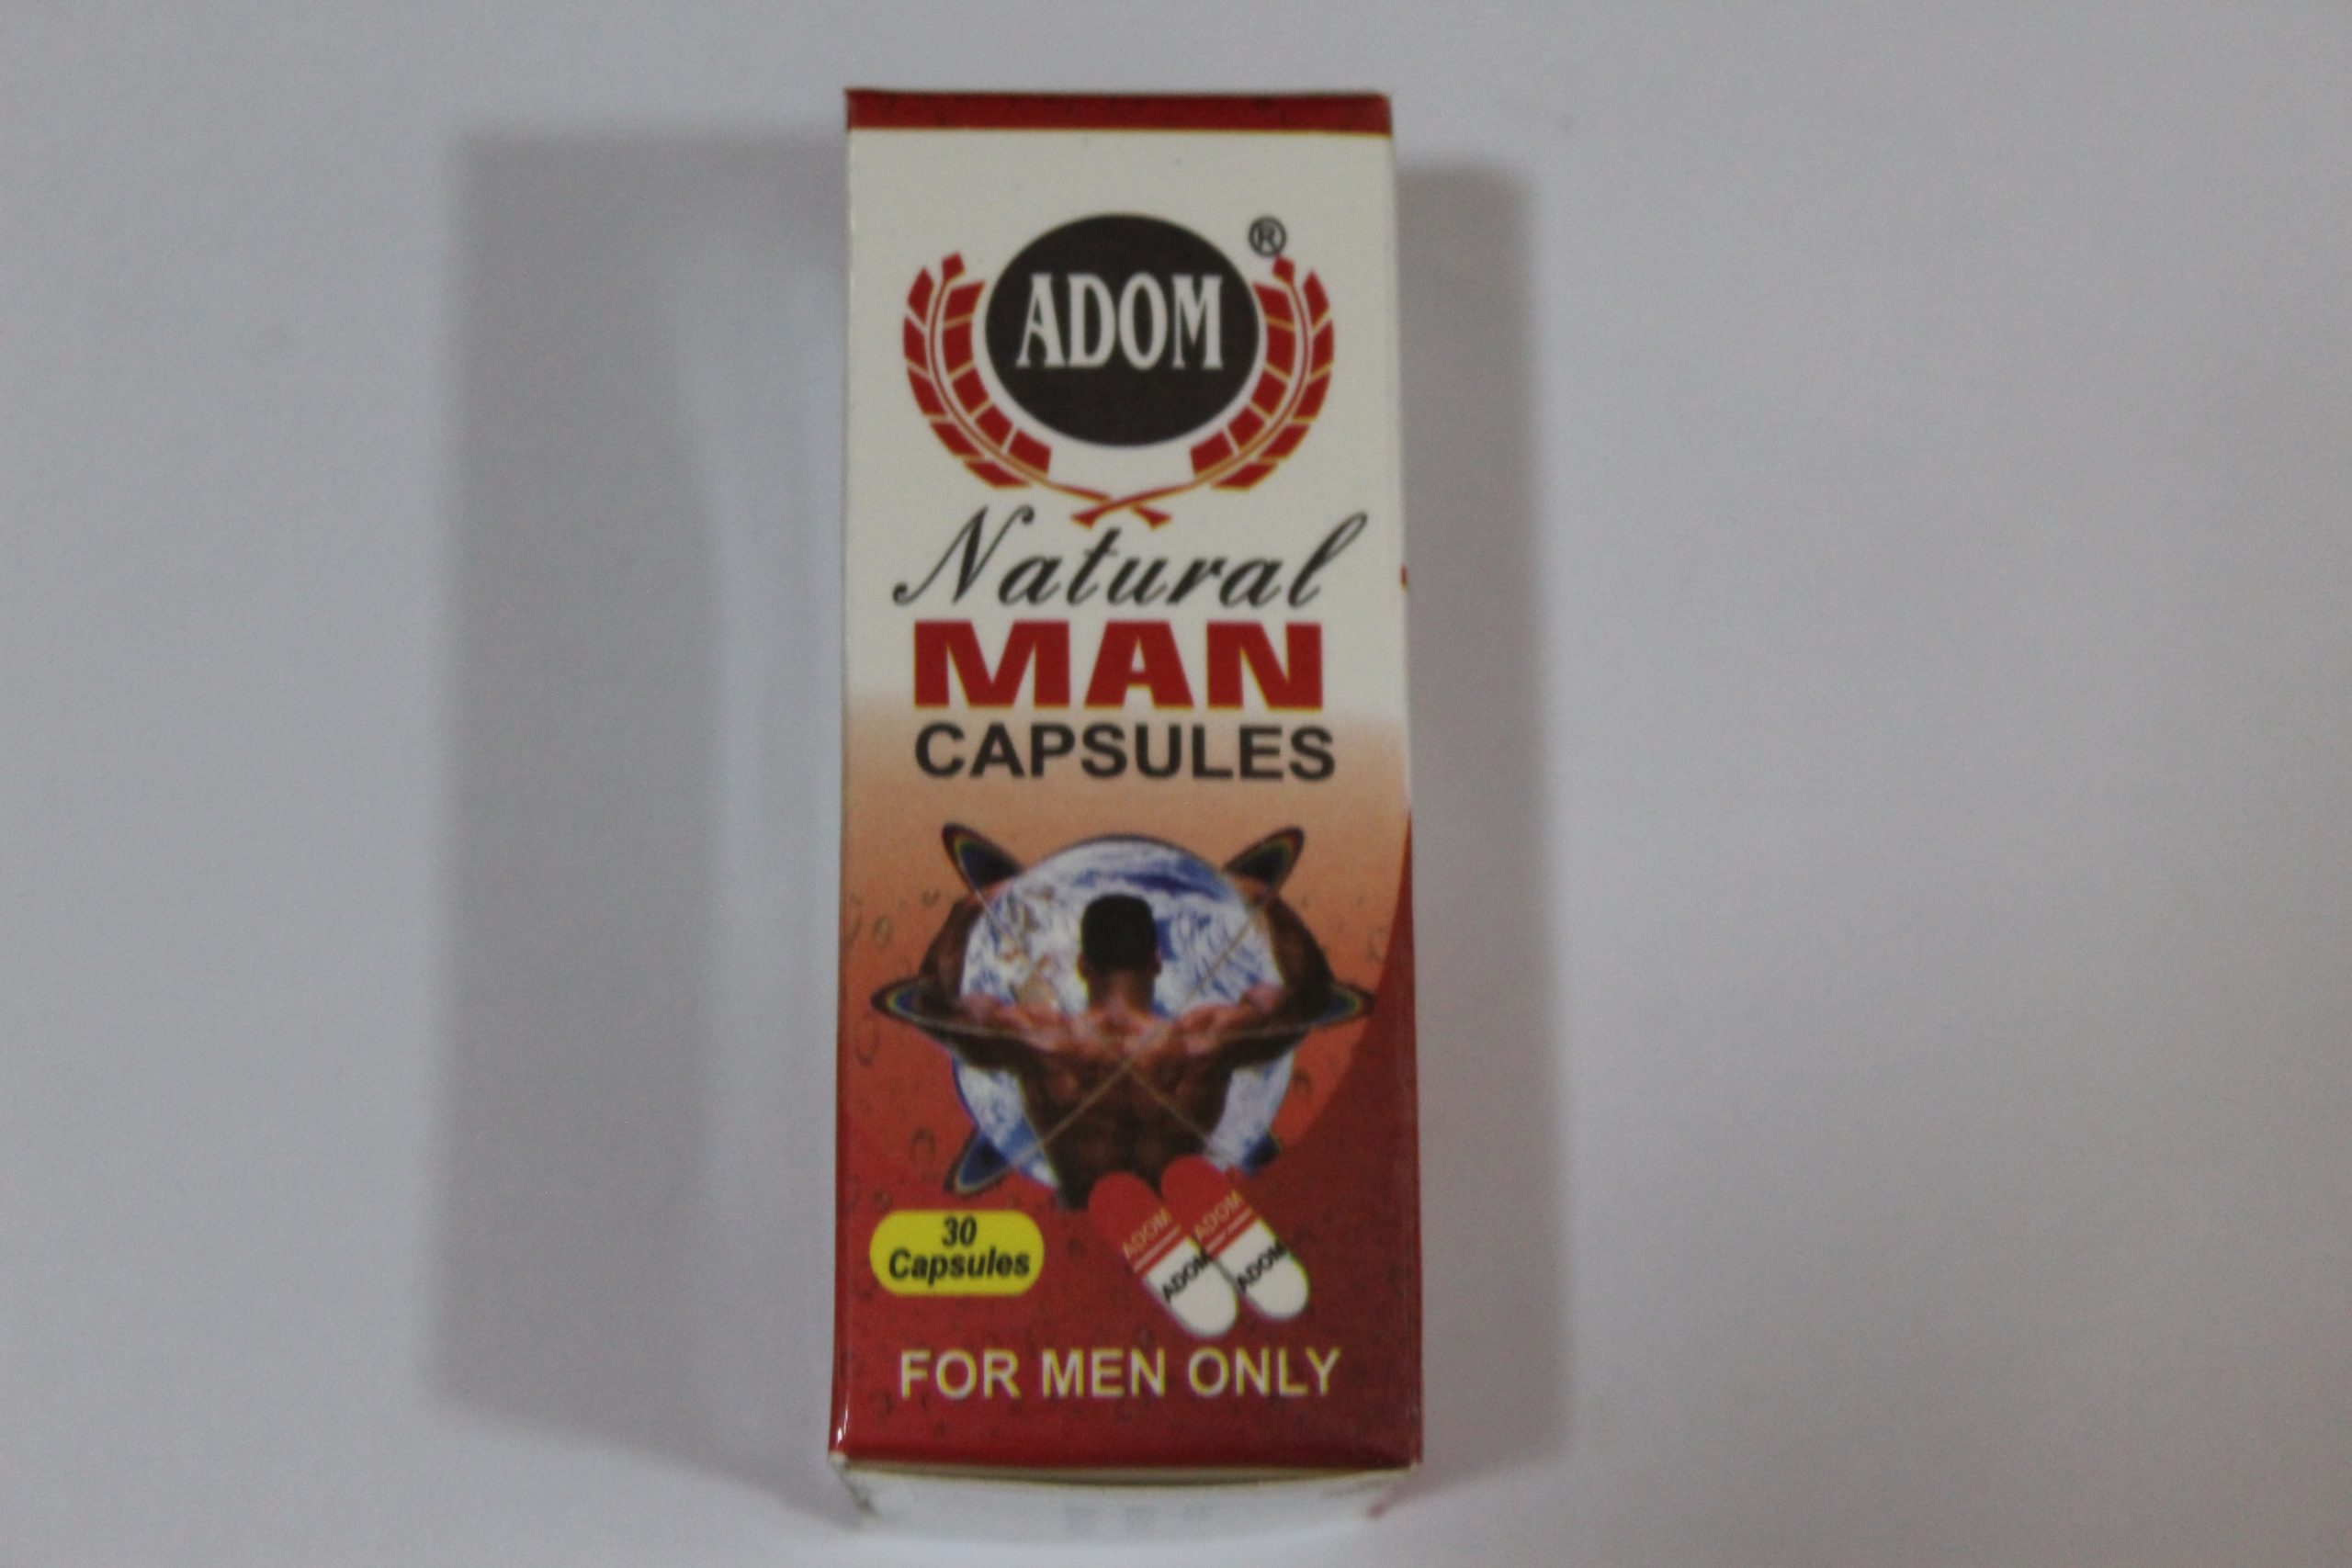 ADOM ®
Natural
MAN
CAPSULES
30
Capsules
ADOM ADOM
ADOM ADOM
FOR MEN ONLY